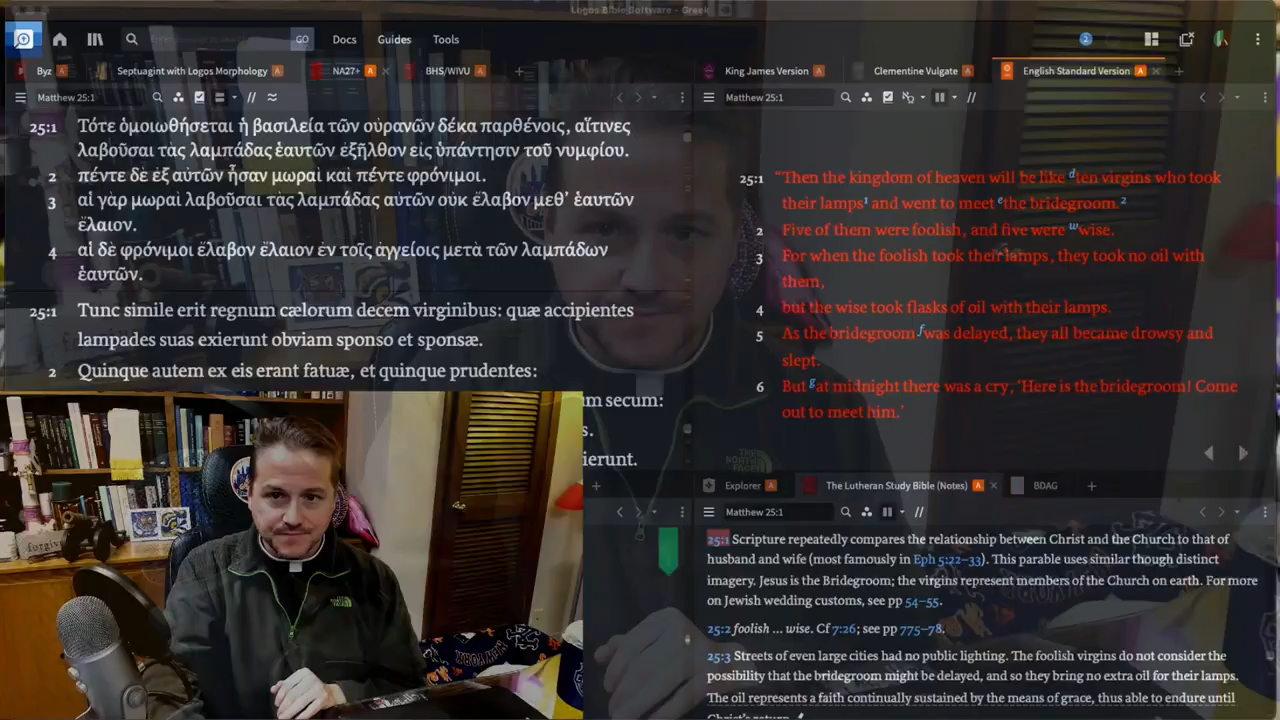 Logos Bible Software - Greek
GO
Docs
Guides
Tools
2
Byz A
Septuagint with Logos Morphology A
NA27+ A
BHS/WIVU A
King James Version A
Clementine Vulgate A
English Standard Version A
Matthew 25:1
Matthew 25:1
25:1 Τότε ὁμοιωθήσεται ἡ βασιλεία τῶν οὐρανῶν δέκα παρθένοις, αἵτινες
λαβοῦσαι τὰς λαμπάδας ἑαυτῶν ἐξῆλθον εἰς ὑπάντησιν τοῦ νυμφίου.
2 πέντε δὲ ἐξ αὐτῶν ἦσαν μωραὶ καὶ πέντε φρόνιμοι.
3 αἱ γὰρ μωραὶ λαβοῦσαι τὰς λαμπάδας αὐτῶν οὐκ ἔλαβον μεθ’ ἑαυτῶν
ἔλαιον.
4 αἱ δὲ φρόνιμοι ἔλαβον ἔλαιον ἐν τοῖς ἀγγείοις μετὰ τῶν λαμπάδων
ἑαυτῶν.
25:1 Tunc simile erit regnum cælorum decem virginibus: quæ accipientes
lampades suas exierunt obviam sponso et sponsæ.
2 Quinque autem ex eis erant fatuæ, et quinque prudentes:
um secum:
s.
ierunt.
25:1 “Then the kingdom of heaven will be like d ten virgins who took
their lamps1 and went to meet e the bridegroom.2
2 Five of them were foolish, and five were w wise.
3 For when the foolish took their lamps, they took no oil with
them,
4 but the wise took flasks of oil with their lamps.
5 As the bridegroom f was delayed, they all became drowsy and
slept.
6 But g at midnight there was a cry, ‘Here is the bridegroom! Come
out to meet him.’
Explorer A
The Lutheran Study Bible (Notes) A
BDAG
Matthew 25:1
25:1 Scripture repeatedly compares the relationship between Christ and the Church to that of
husband and wife (most famously in Eph 5:22–33). This parable uses similar though distinct
imagery. Jesus is the Bridegroom; the virgins represent members of the Church on earth. For more
on Jewish wedding customs, see pp 54–55.
25:2 foolish … wise. Cf 7:26; see pp 775–78.
25:3 Streets of even large cities had no public lighting. The foolish virgins do not consider the
possibility that the bridegroom might be delayed, and so they bring no extra oil for their lamps.
The oil represents a faith continually sustained by the means of grace, thus able to endure until
Christ's return.
THE
NORTH
FACE
forgive